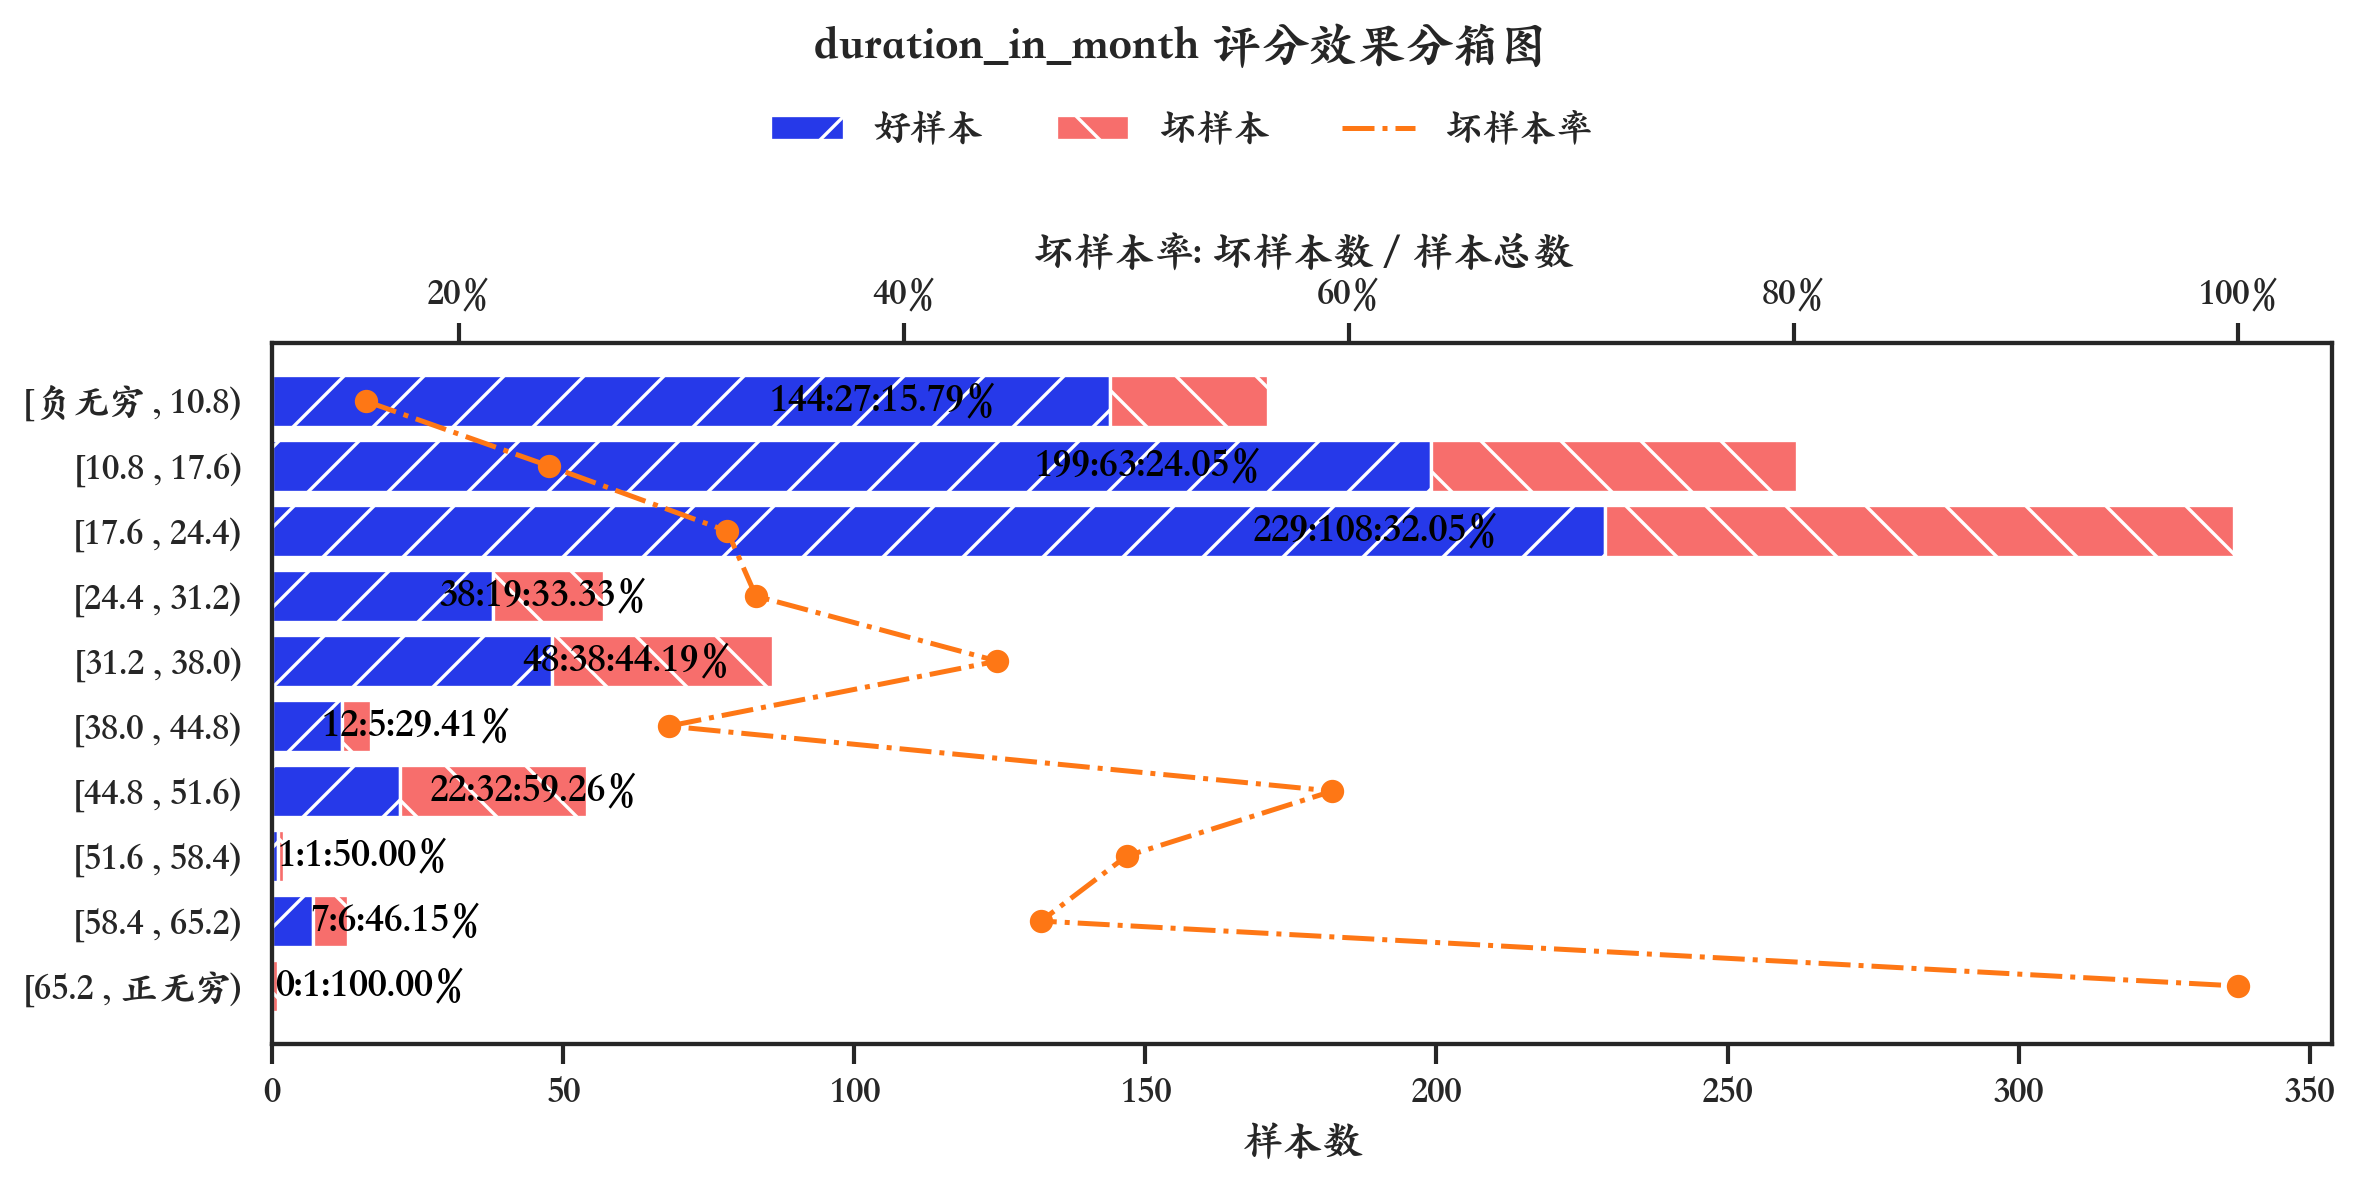 duration_in_month 评分效果分箱图
好样本 坏样本 坏样本率
坏样本率: 坏样本数 / 样本总数
20% 40% 60% 80% 100%
[负无穷 , 10.8) 144:27:15.79%
[10.8 , 17.6) 199:63:24.05%
[17.6 , 24.4) 229:108:32.05%
[24.4 , 31.2) 38:19:33.33%
[31.2 , 38.0) 48:38:44.19%
[38.0 , 44.8) 12:5:29.41%
[44.8 , 51.6) 22:32:59.26%
[51.6 , 58.4) 1:1:50.00%
[58.4 , 65.2) 7:6:46.15%
[65.2 , 正无穷) 0:1:100.00%
0 50 100 150 200 250 300 350
样本数